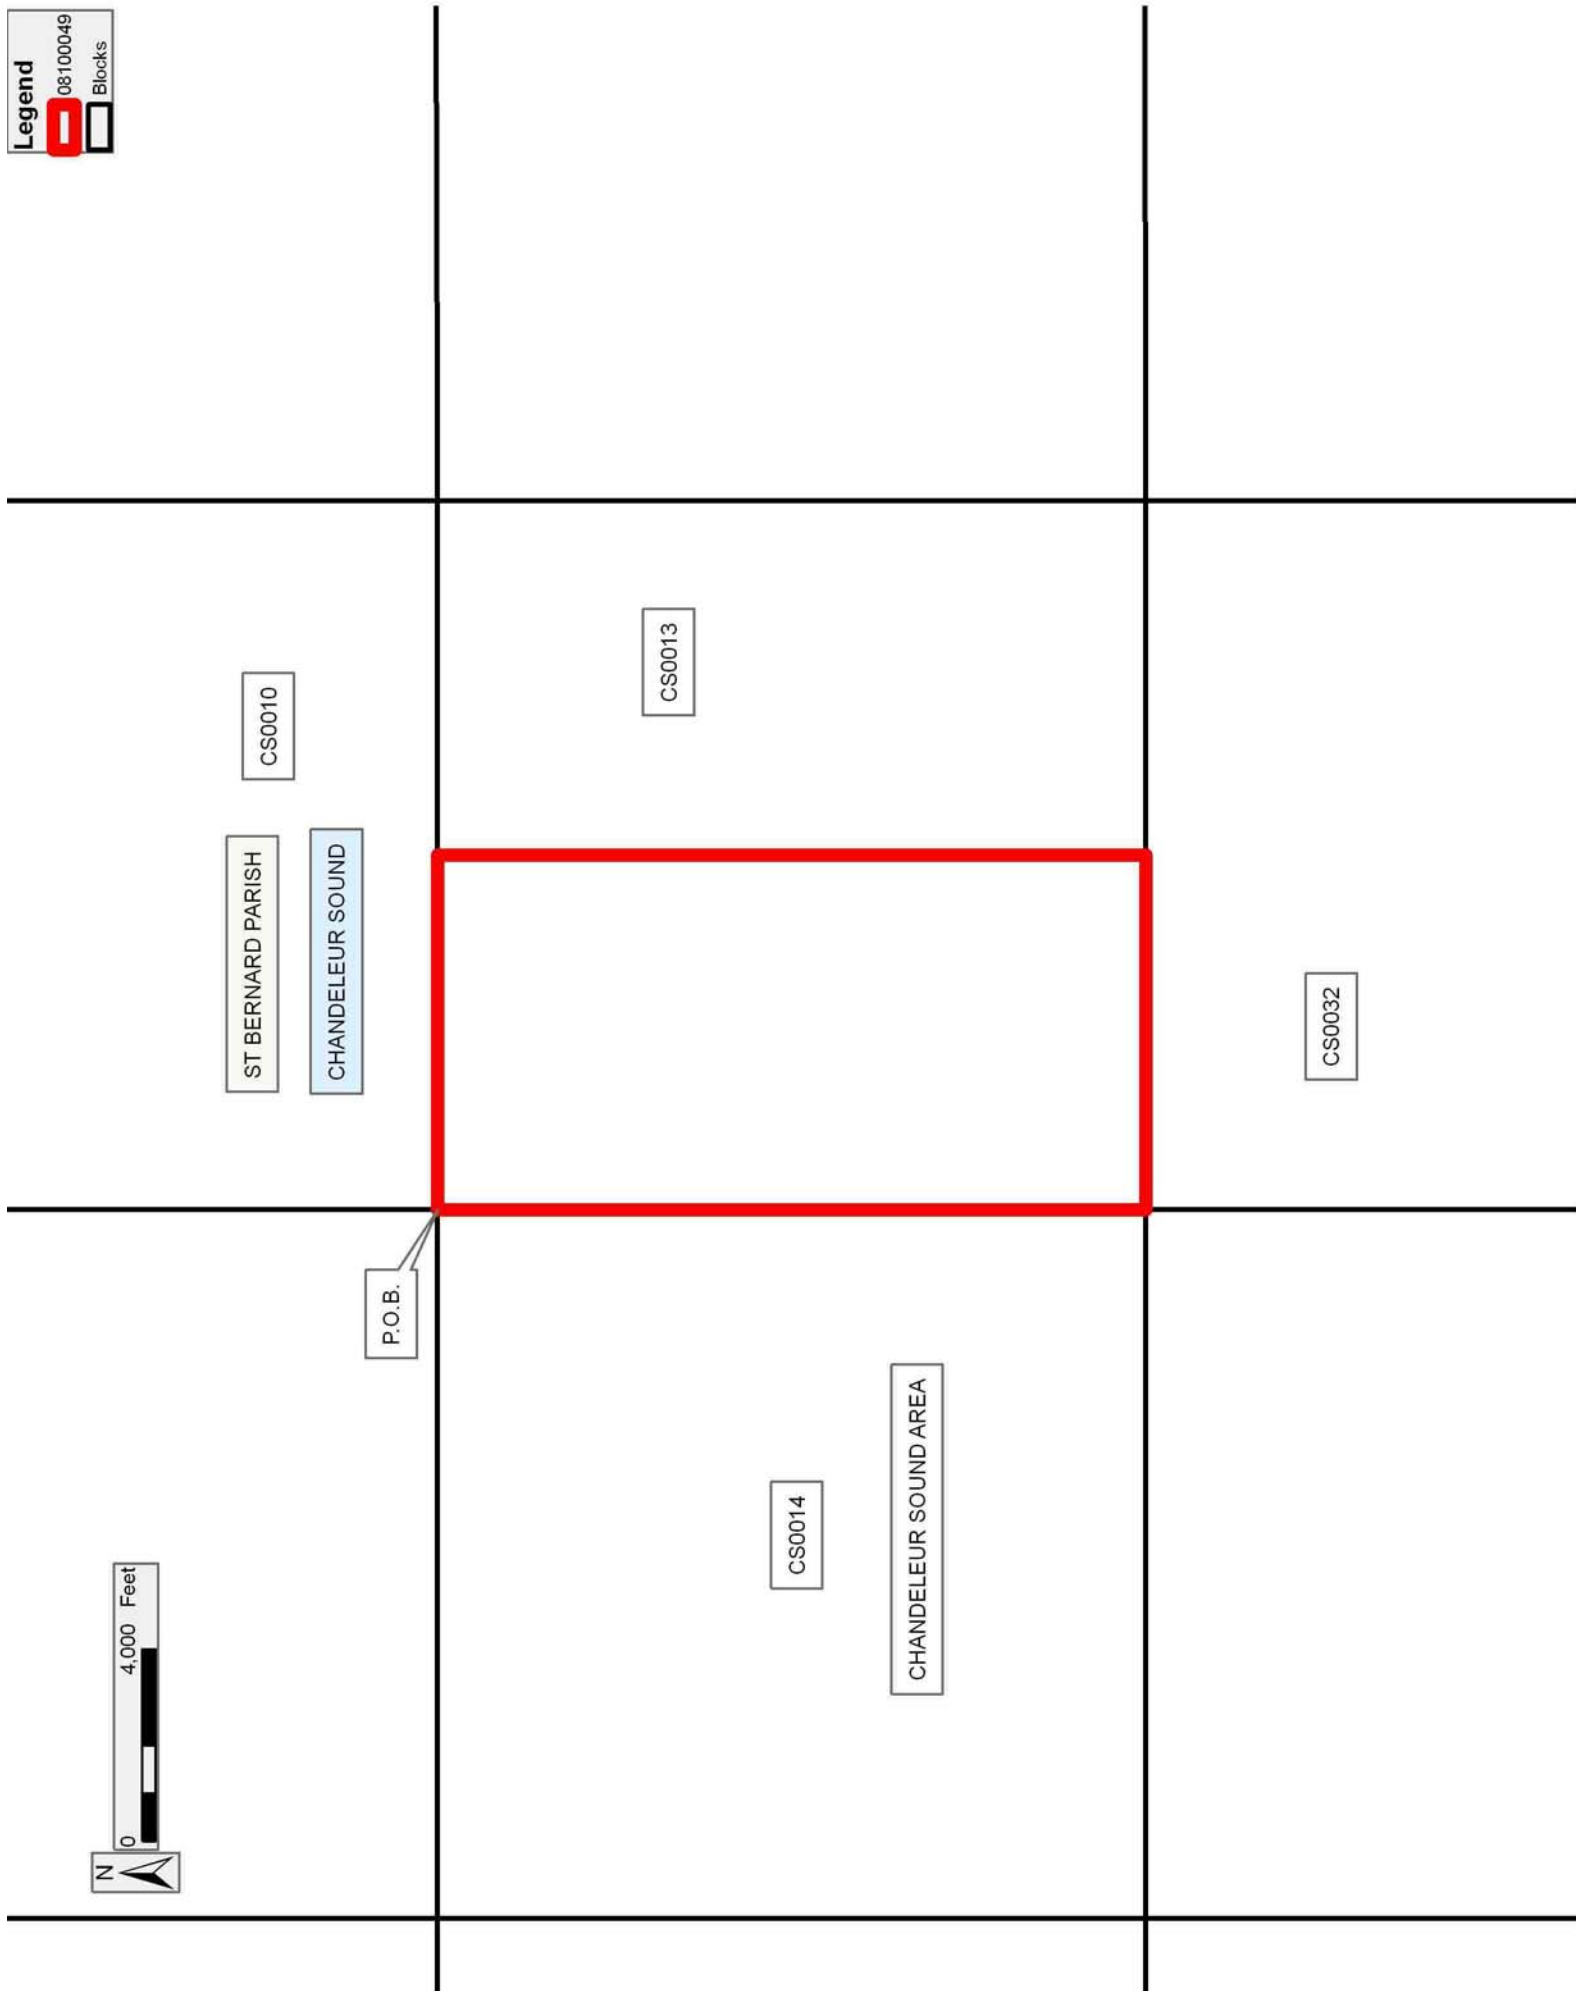 Legend
08100049
Blocks
N
0 4,000 Feet
ST BERNARD PARISH
CS0010
CHANDELEUR SOUND
P.O.B.
CS0013
CS0014
CHANDELEUR SOUND AREA
CS0032